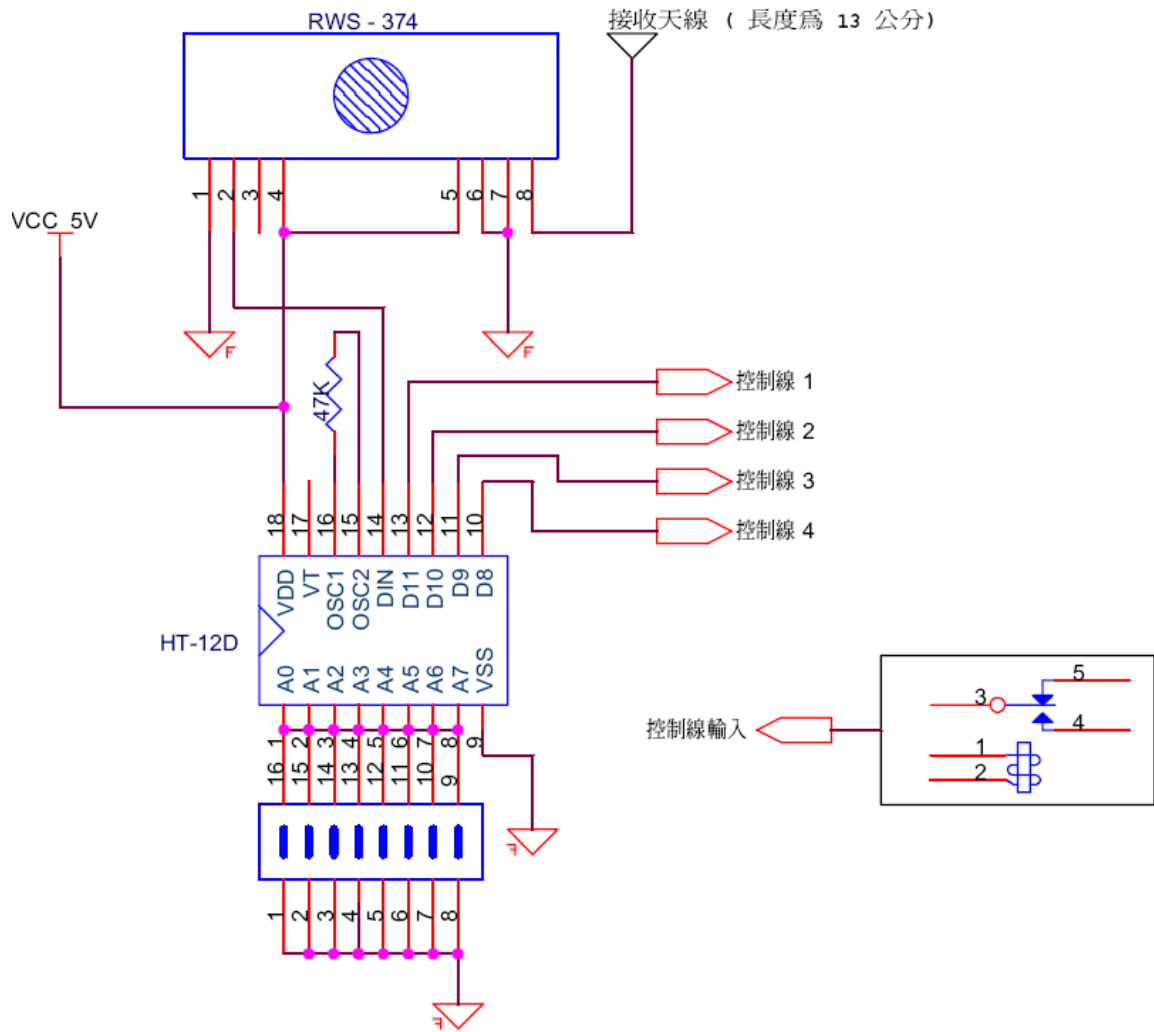 RWS - 374
接收天線 ( 長度爲 13 公分)
1 2 3 4 5 6 7 8
VCC 5V
F F
47K
控制線 1
控制線 2
控制線 3
控制線 4
18 17 16 15 14 13 12 11 10
VDD VT OSC1 OSC2 DIN D11 D10 D9 D8
HT-12D
A0 A1 A2 A3 A4 A5 A6 A7 VSS
1 2 3 4 5 6 7 8 9
16 15 14 13 12 11 10 9
F
1 2 3 4 5 6 7 8
F
控制線輸入
3 5
4
1
2